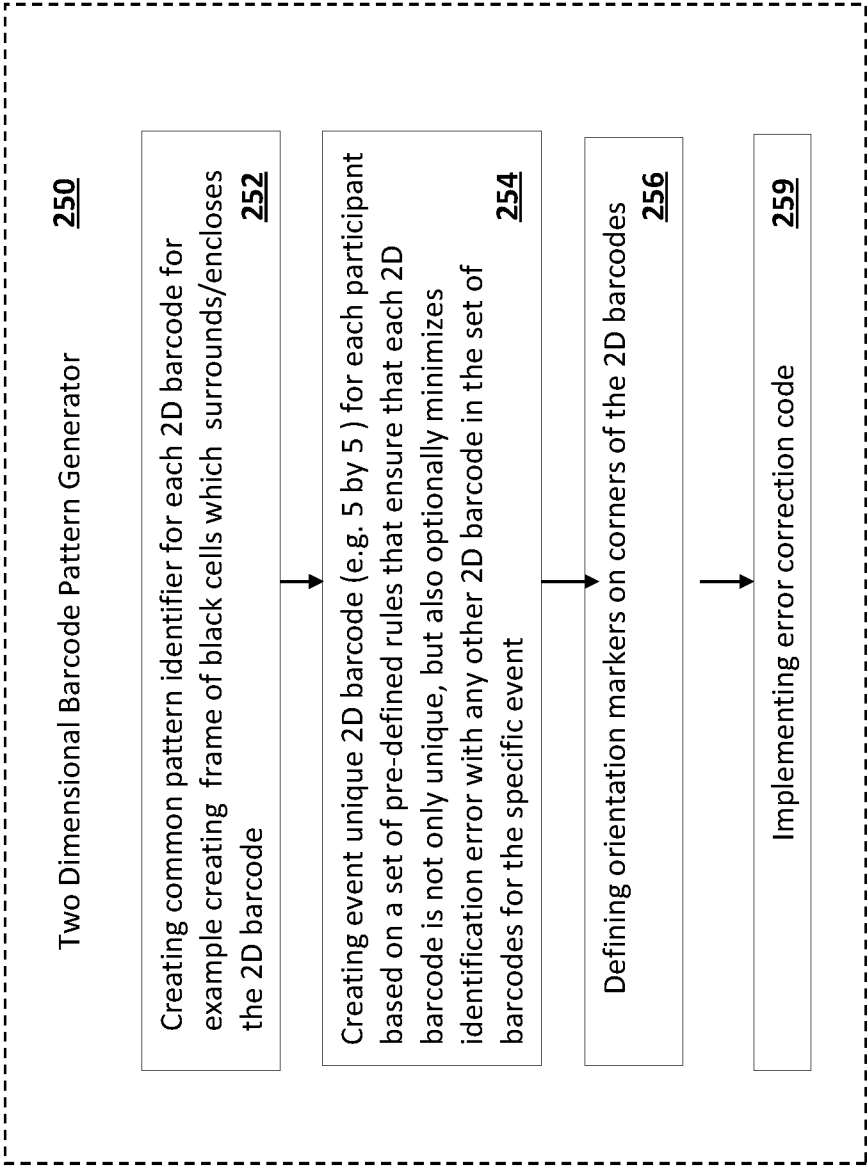 Two Dimensional Barcode Pattern Generator 250
Creating common pattern identifier for each 2D barcode for
example creating frame of black cells which surrounds/encloses
the 2D barcode 252
Creating event unique 2D barcode (e.g. 5 by 5 ) for each participant
based on a set of pre-defined rules that ensure that each 2D
barcode is not only unique, but also optionally minimizes
identification error with any other 2D barcode in the set of
barcodes for the specific event 254
Defining orientation markers on corners of the 2D barcodes
256
Implementing error correction code 259